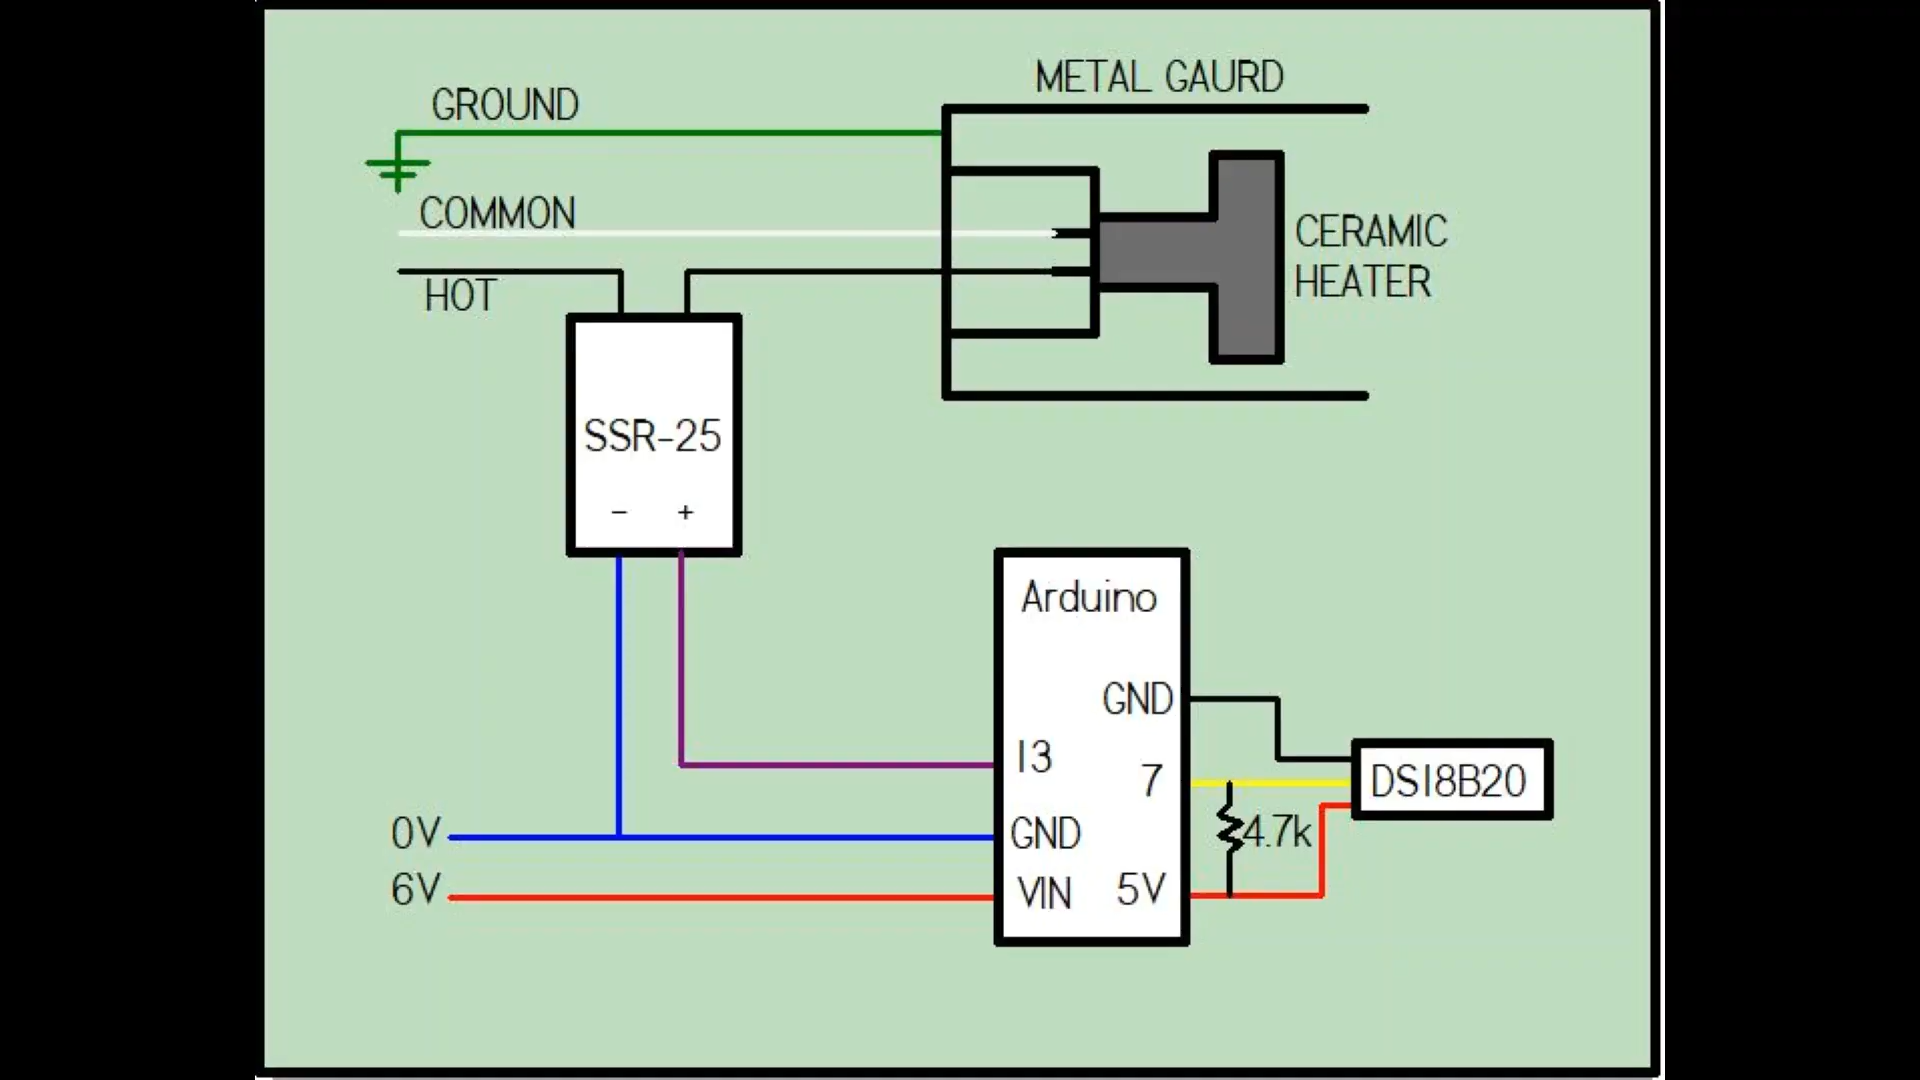 METAL GAURD
GROUND
COMMON
HOT
CERAMIC
HEATER
SSR-25
- +
Arduino
GND
13
7
DS18B20
0V
GND
4.7k
6V
VIN
5V